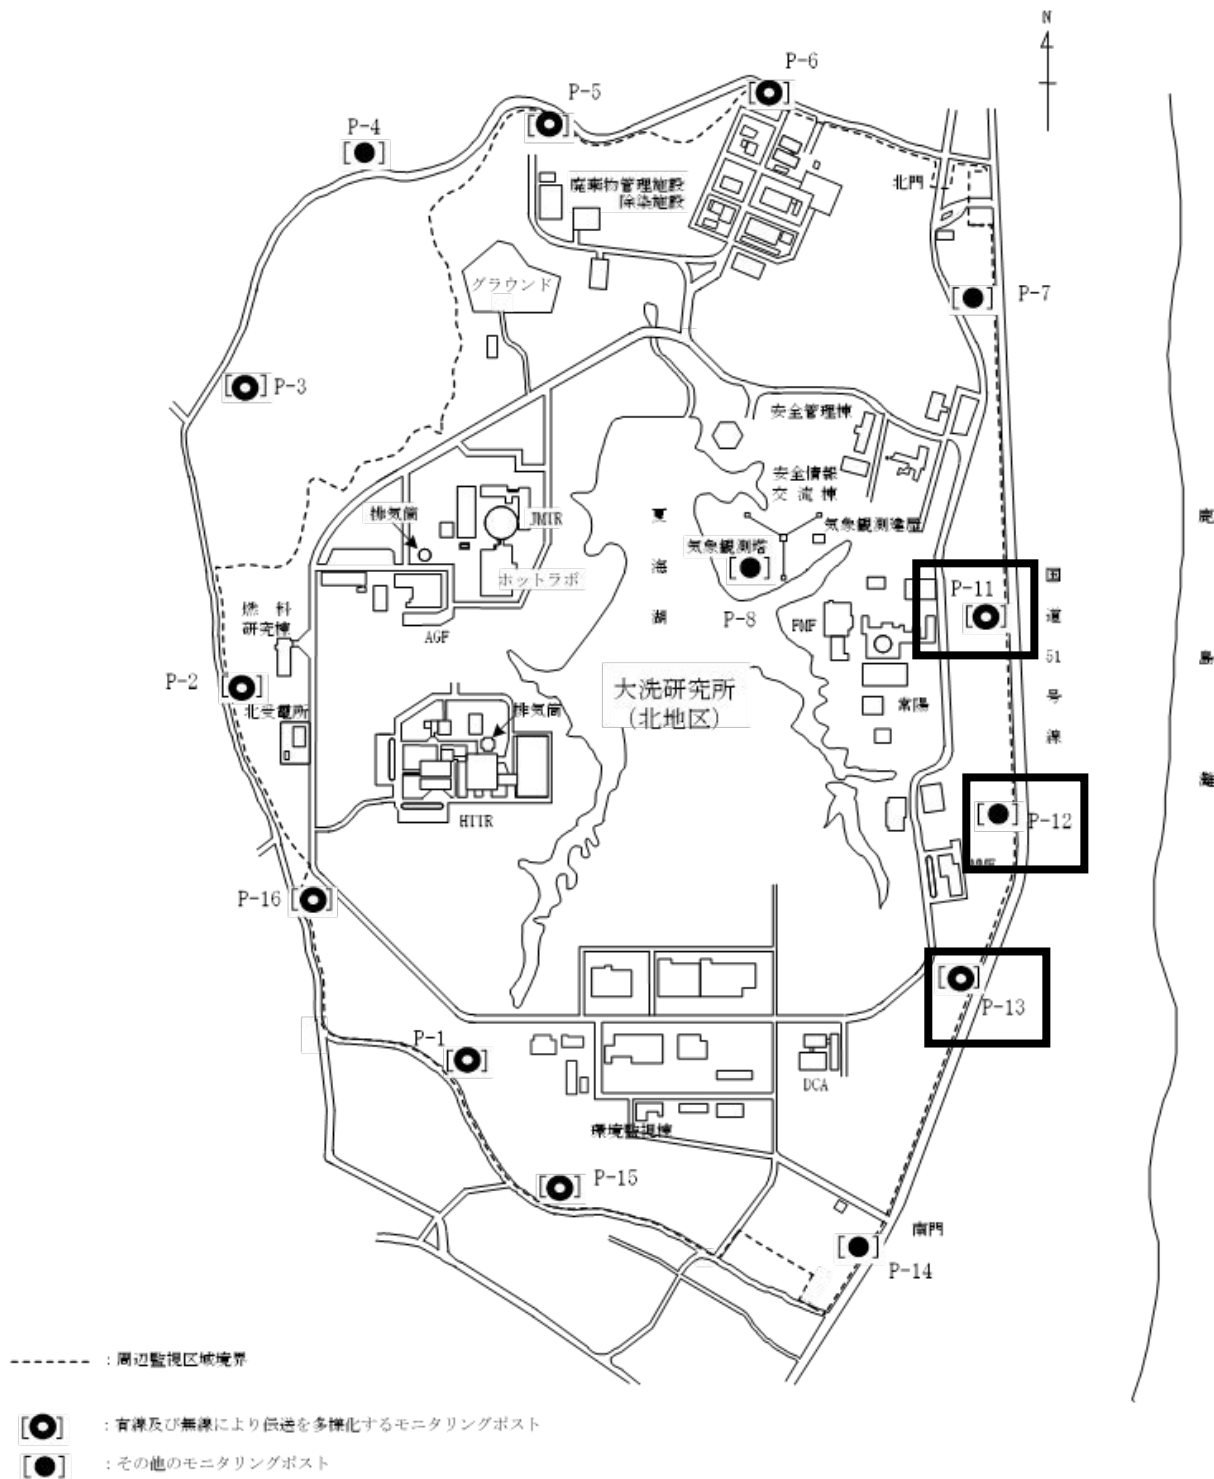 N
P-6
P-5
P-4
北門
廃棄物管理施設
除染施設
グラウンド
P-7
P-3
安全管理棟
安全情報
交流棟
気象観測塔
気象観測露場
排気筒
JMTR
ホットラボ
夏
海
湖
P-8
P-11
国
道
51
号
線
鹿
島
灘
燃料
研究棟
AGF
FMF
P-2
北受電所
大洗研究所
(北地区)
常陽
排気筒
HTTR
P-12
MMF
P-16
P-13
P-1
DCA
環境監視棟
P-15
南門
P-14
: 周辺監視区域境界
: 有線及び無線により伝送を多様化するモニタリングポスト
: その他のモニタリングポスト